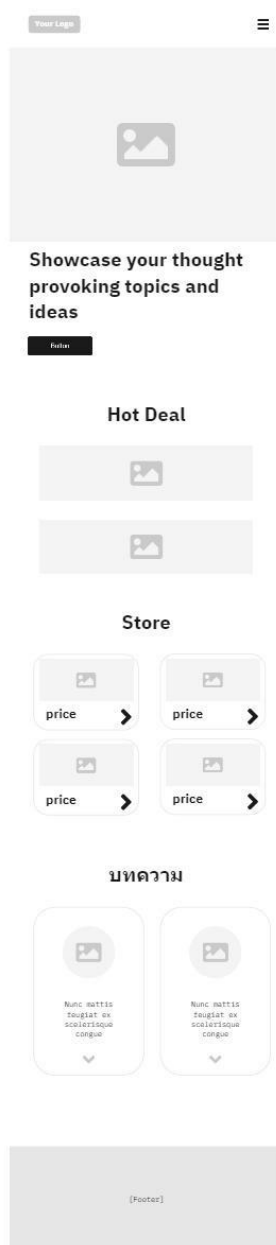 Your Logo
Showcase your thought
provoking topics and
ideas
Button
Hot Deal
Store
price
price
price
price
บทความ
Nunc mattis
feugiat ex
scelerisque
congue
Nunc mattis
feugiat ex
scelerisque
congue
[Footer]